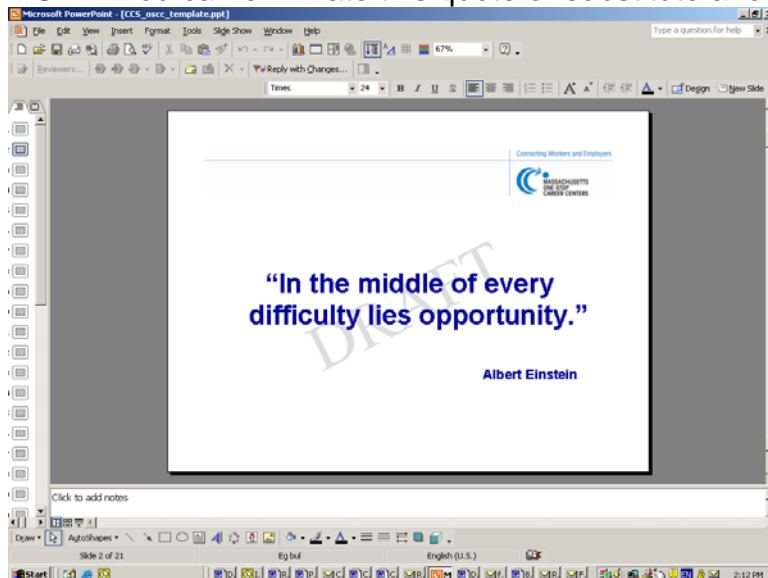 Microsoft PowerPoint - [CCS_oscc_template.ppt]
File Edit View Insert Format Tools Slide Show Window Help
Type a question for help
67%
Reviewers...
Reply with Changes...
Times
24
B I U S
Design
New Slide
Connecting Workers and Employers
MASSACHUSETTS
ONE-STOP
CAREER CENTERS
DRAFT
“In the middle of every
difficulty lies opportunity.”
Albert Einstein
Click to add notes
Draw
AutoShapes
Slide 2 of 21
Eg bul
English (U.S.)
Start
2:12 PM